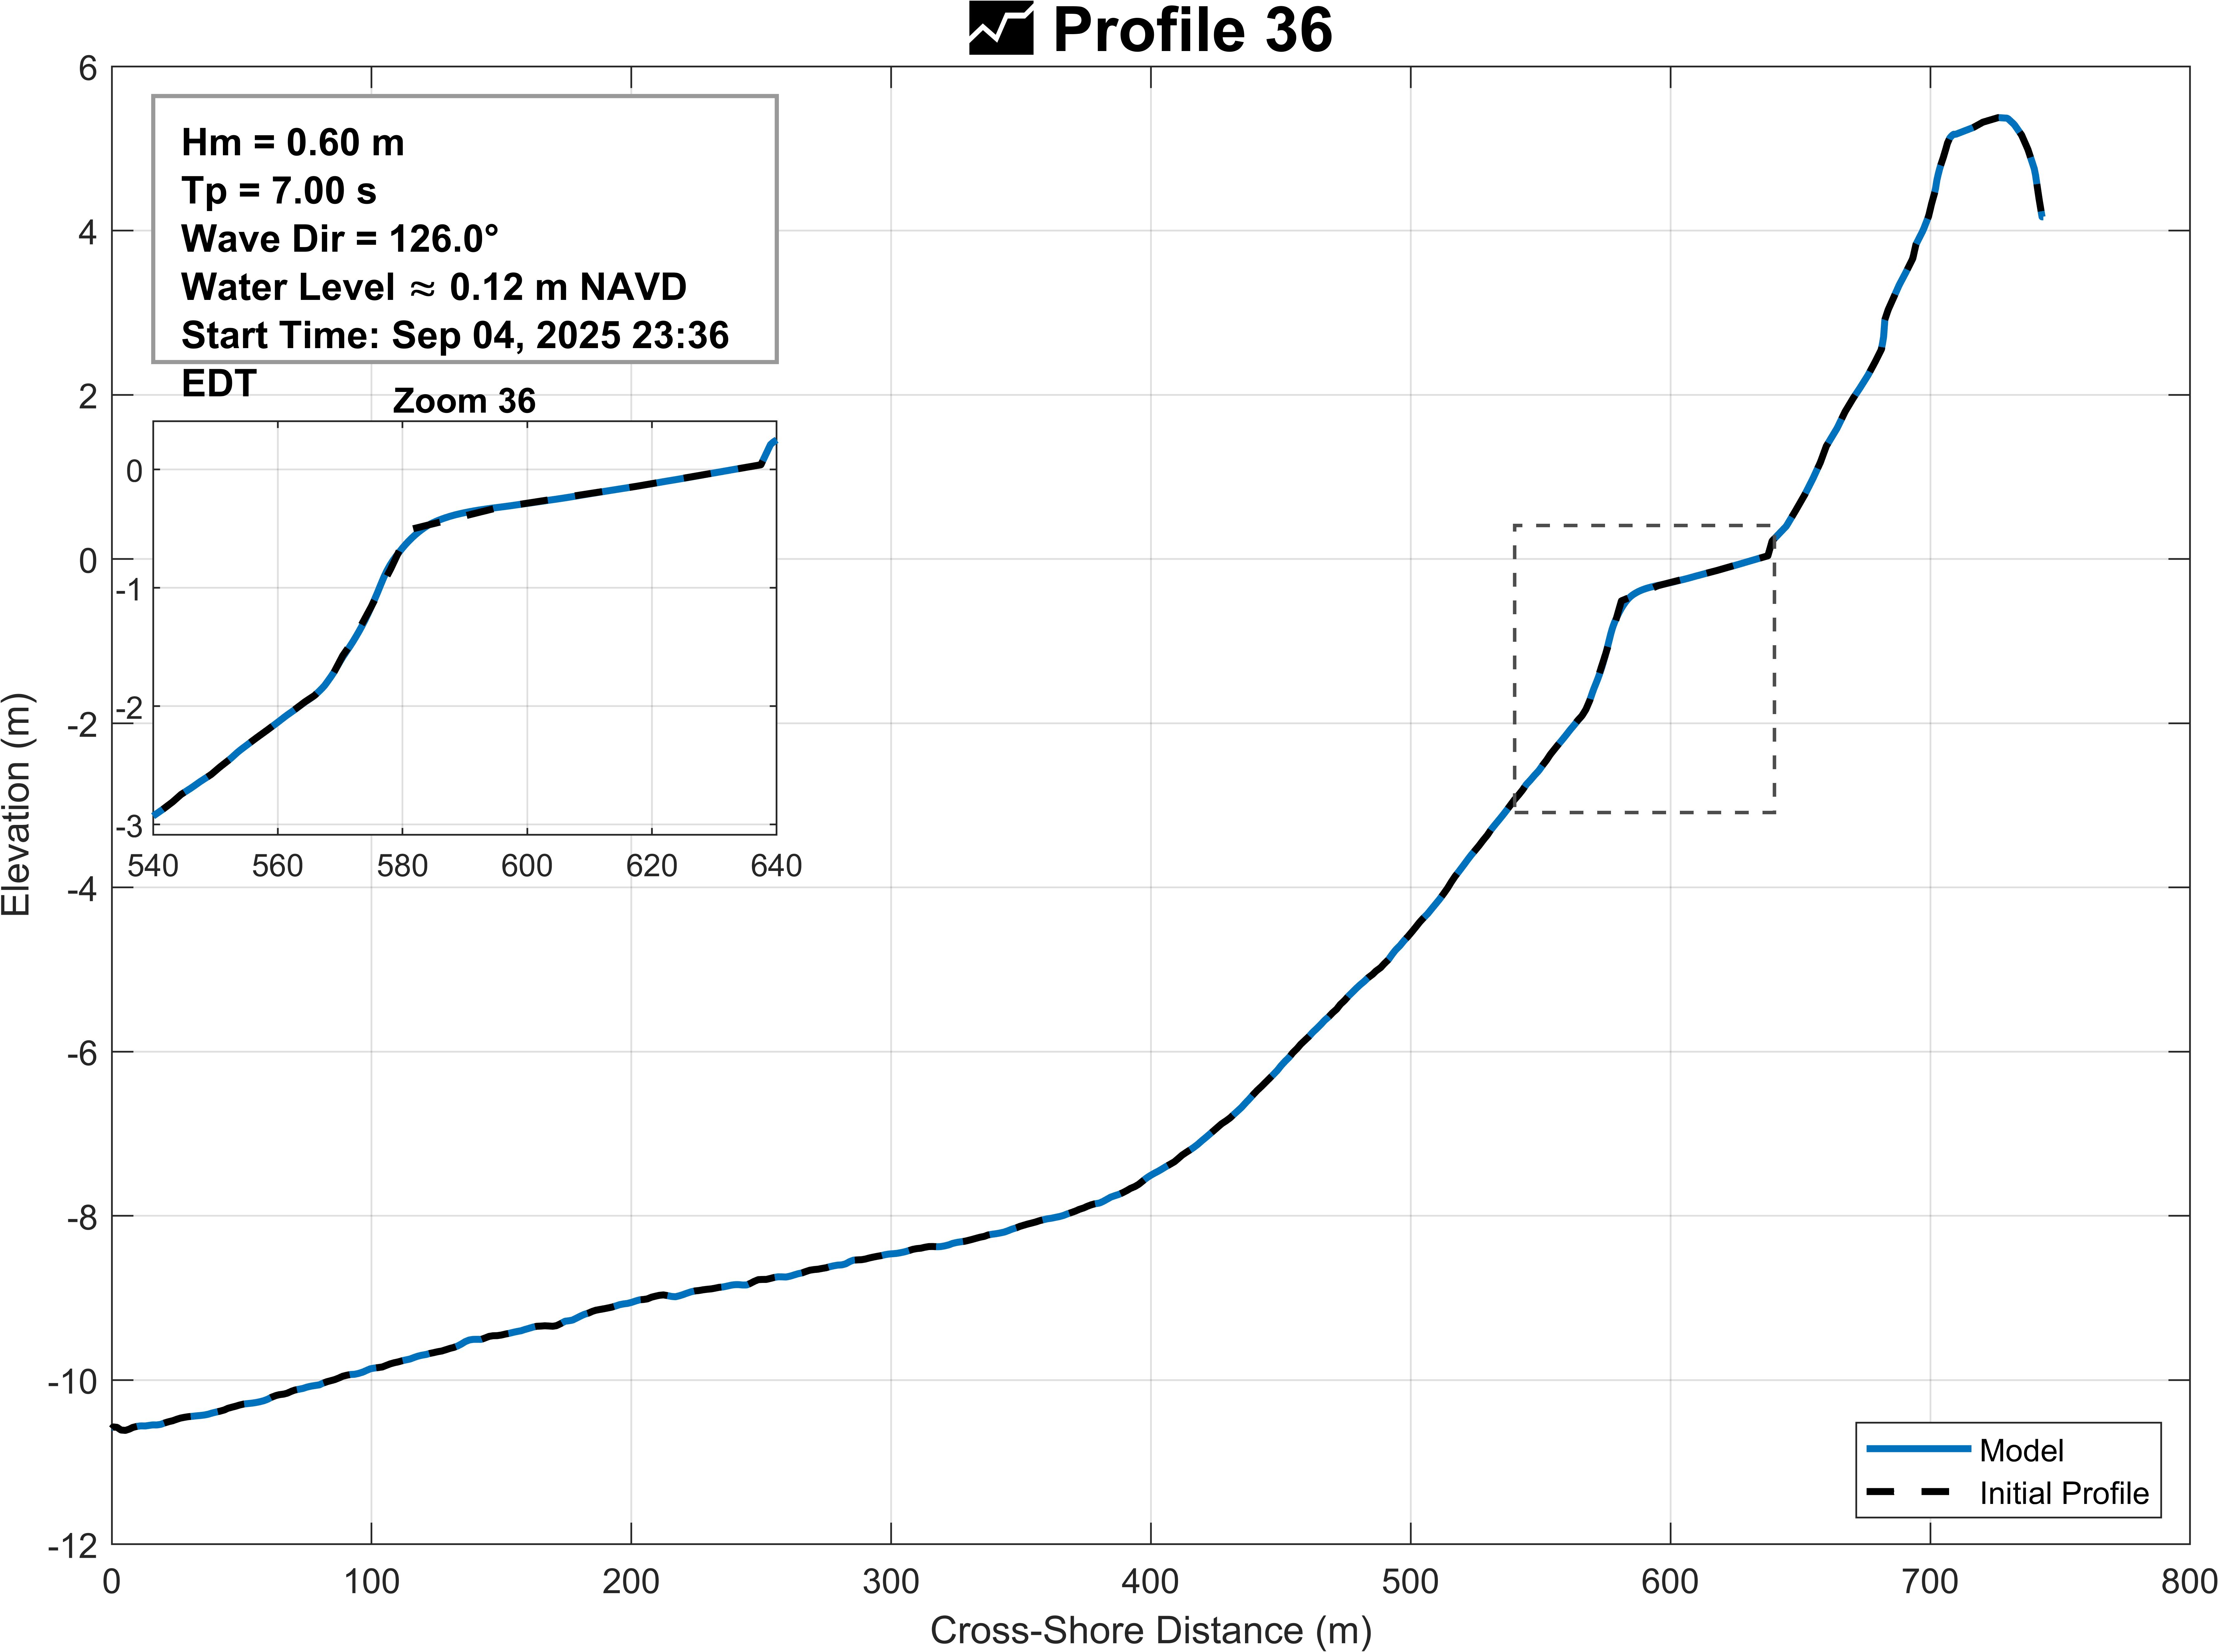 Profile 36
6
4
2
0
-2
-4
-6
-8
-10
-12
Elevation (m)
Hm = 0.60 m
Tp = 7.00 s
Wave Dir = 126.0°
Water Level ≈ 0.12 m NAVD
Start Time: Sep 04, 2025 23:36
EDT
Zoom 36
0
-1
-2
-3
540 560 580 600 620 640
Model
Initial Profile
0 100 200 300 400 500 600 700 800
Cross-Shore Distance (m)